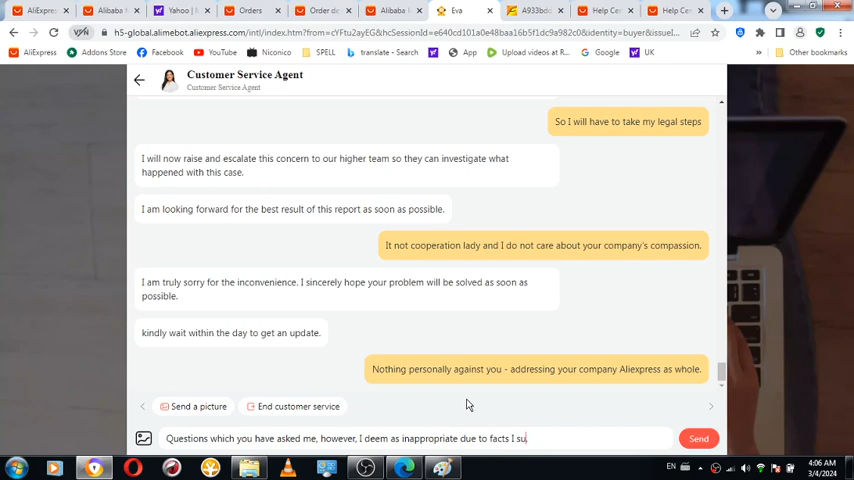 AliExpres
Alibaba
Yahoo |
Orders
Order de
Alibaba
Eva
A933bd
Help Cer
Help Cer
h5-global.alimebot.aliexpress.com/intl/index.htm?from=cYFtu2ayEG&hcSessionId=e640cd101a0e48baa16b5f1dc9a982c0&identity=buyer&issueI...
AliExpress
Addons Store
Facebook
YouTube
Niconico
SPELL
translate - Search
App
Upload videos at R...
Google
UK
Other bookmarks
Customer Service Agent
Customer Service Agent
So I will have to take my legal steps
I will now raise and escalate this concern to our higher team so they can investigate what
happened with this case.
I am looking forward for the best result of this report as soon as possible.
It not cooperation lady and I do not care about your company's compassion.
I am truly sorry for the inconvenience. I sincerely hope your problem will be solved as soon as
possible.
kindly wait within the day to get an update.
Nothing personally against you - addressing your company Aliexpress as whole.
Send a picture
End customer service
Questions which you have asked me, however, I deem as inappropriate due to facts I su
Send
EN
4:06 AM
3/4/2024